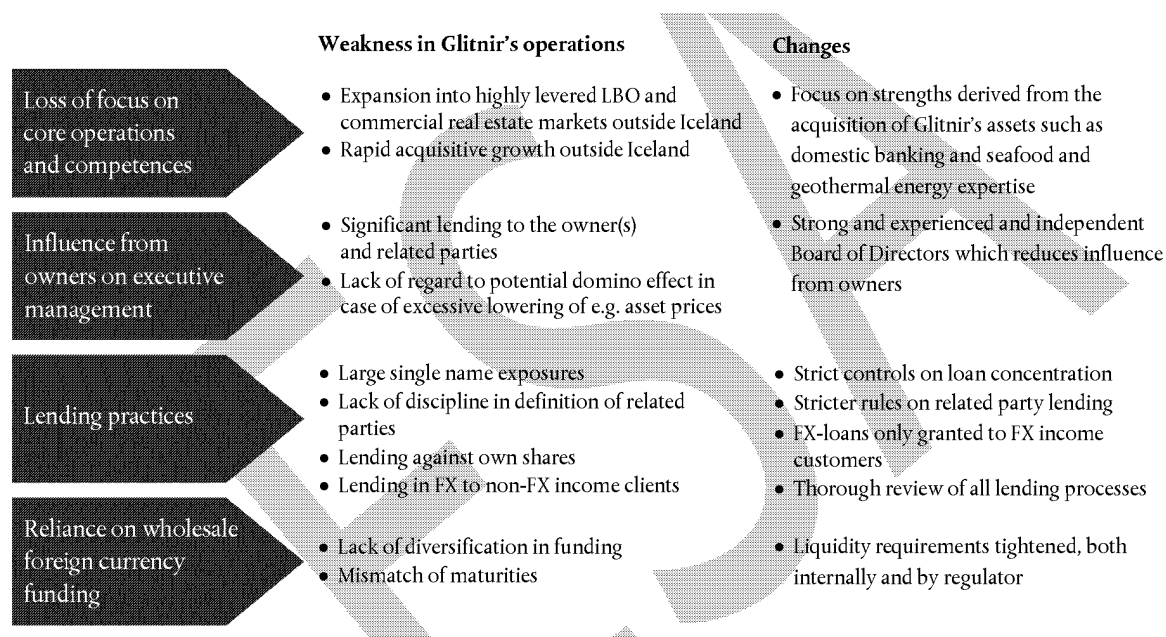 Weakness in Glitnir's operations
Changes
Loss of focus on
core operations
and competences
• Expansion into highly levered LBO and
commercial real estate markets outside Iceland
• Rapid acquisitive growth outside Iceland
• Focus on strengths derived from the
acquisition of Glitnir's assets such as
domestic banking and seafood and
geothermal energy expertise
Influence from
owners on executive
management
• Significant lending to the owner(s)
and related parties
• Lack of regard to potential domino effect in
case of excessive lowering of e.g. asset prices
• Strong and experienced and independent
Board of Directors which reduces influence
from owners
Lending practices
• Large single name exposures
• Lack of discipline in definition of related
parties
• Lending against own shares
• Lending in FX to non-FX income clients
• Strict controls on loan concentration
• Stricter rules on related party lending
• FX-loans only granted to FX income
customers
• Thorough review of all lending processes
Reliance on wholesale
foreign currency
funding
• Lack of diversification in funding
• Mismatch of maturities
• Liquidity requirements tightened, both
internally and by regulator